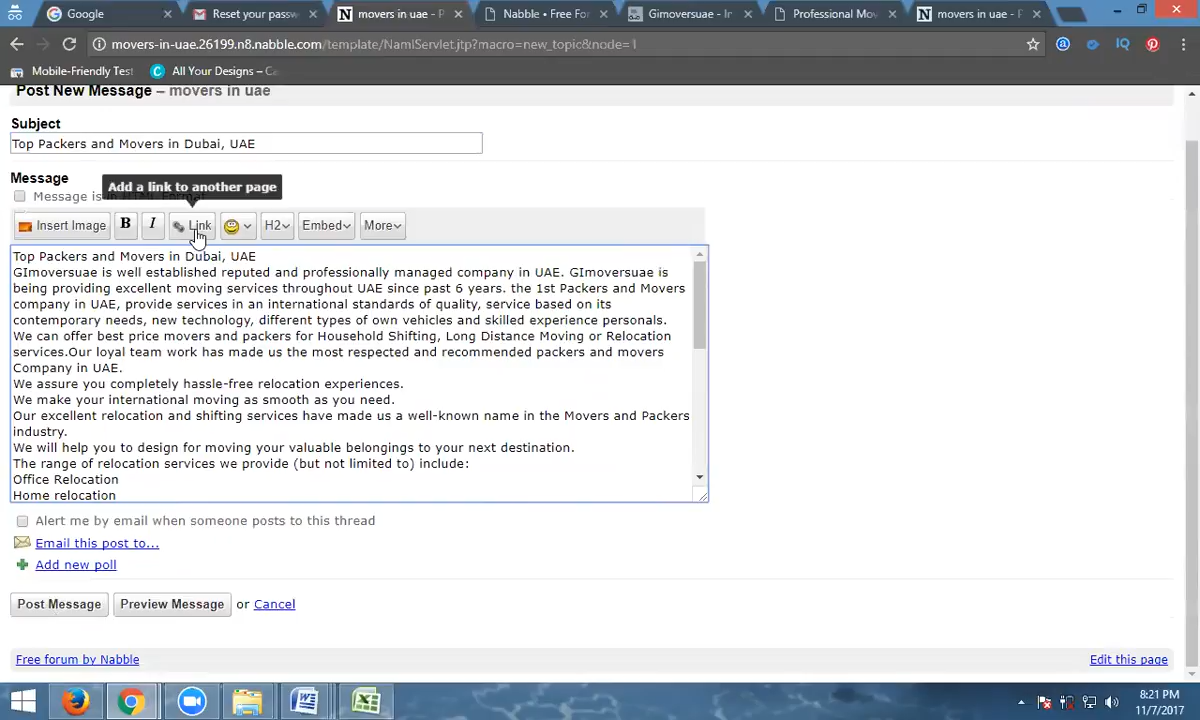 Google
Reset your passw
movers in uae - P
Nabble • Free For
Gimoversuae - In
Professional Mov
movers in uae - P
movers-in-uae.26199.n8.nabble.com/template/NamlServlet.jtp?macro=new_topic&node=1
Mobile-Friendly Test
All Your Designs – Ca
Post New Message – movers in uae
Subject
Top Packers and Movers in Dubai, UAE
Message
Add a link to another page
Message is in HTML Format
Insert Image B I Link H2 Embed More
Top Packers and Movers in Dubai, UAE
GImoversuae is well established reputed and professionally managed company in UAE. GImoversuae is
being providing excellent moving services throughout UAE since past 6 years. the 1st Packers and Movers
company in UAE, provide services in an international standards of quality, service based on its
contemporary needs, new technology, different types of own vehicles and skilled experience personals.
We can offer best price movers and packers for Household Shifting, Long Distance Moving or Relocation
services.Our loyal team work has made us the most respected and recommended packers and movers
Company in UAE.
We assure you completely hassle-free relocation experiences.
We make your international moving as smooth as you need.
Our excellent relocation and shifting services have made us a well-known name in the Movers and Packers
industry.
We will help you to design for moving your valuable belongings to your next destination.
The range of relocation services we provide (but not limited to) include:
Office Relocation
Home relocation
Alert me by email when someone posts to this thread
Email this post to...
Add new poll
Post Message Preview Message or Cancel
Free forum by Nabble
Edit this page
8:21 PM
11/7/2017